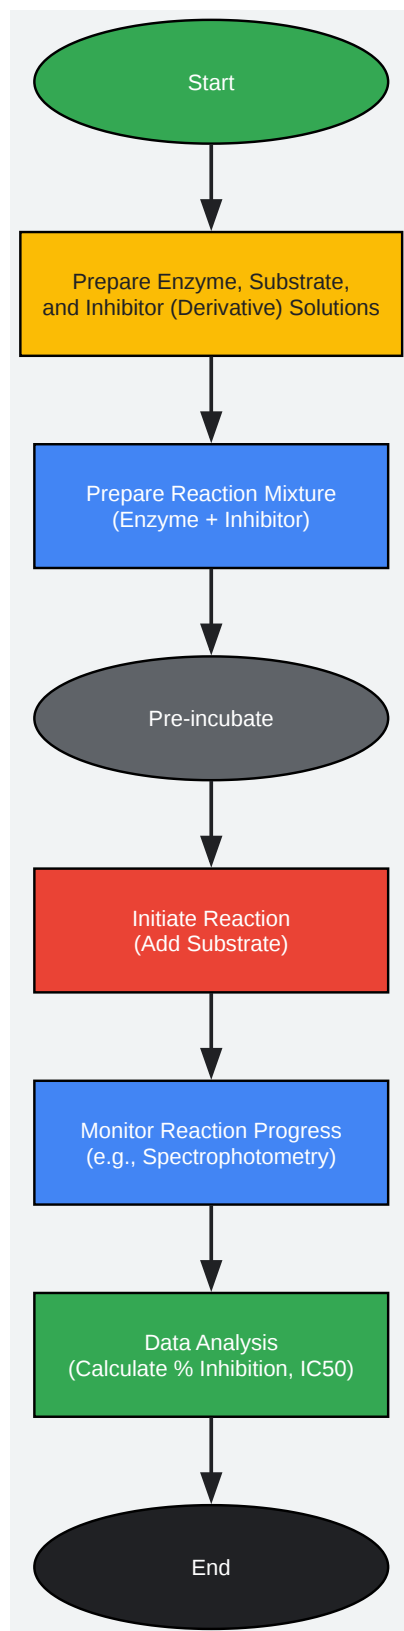 Start
Prepare Enzyme, Substrate,
and Inhibitor (Derivative) Solutions
Prepare Reaction Mixture
(Enzyme + Inhibitor)
Pre-incubate
Initiate Reaction
(Add Substrate)
Monitor Reaction Progress
(e.g., Spectrophotometry)
Data Analysis
(Calculate % Inhibition, IC50)
End